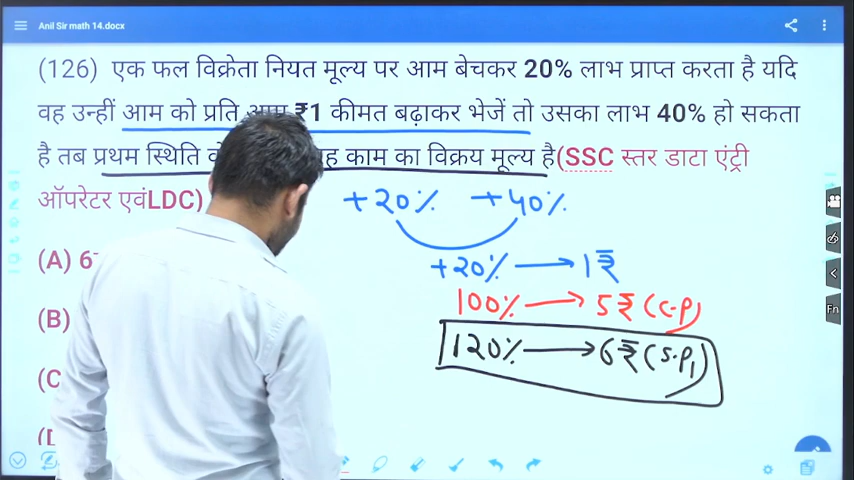 Anil Sir math 14.docx
(126) एक फल विक्रेता नियत मूल्य पर आम बेचकर 20% लाभ प्राप्त करता है यदि
वह उन्हीं आम को प्रति आम ₹1 कीमत बढ़ाकर भेजें तो उसका लाभ 40% हो सकता
है तब प्रथम स्थिति काम का विक्रय मूल्य है(SSC स्तर डाटा एंट्री
ऑपरेटर एवंLDC)
+20% +40%
+20% → 1₹
100% → 5₹ (C.P)
120% → 6₹ (S.P₁)
(A) 6
(B)
Fn